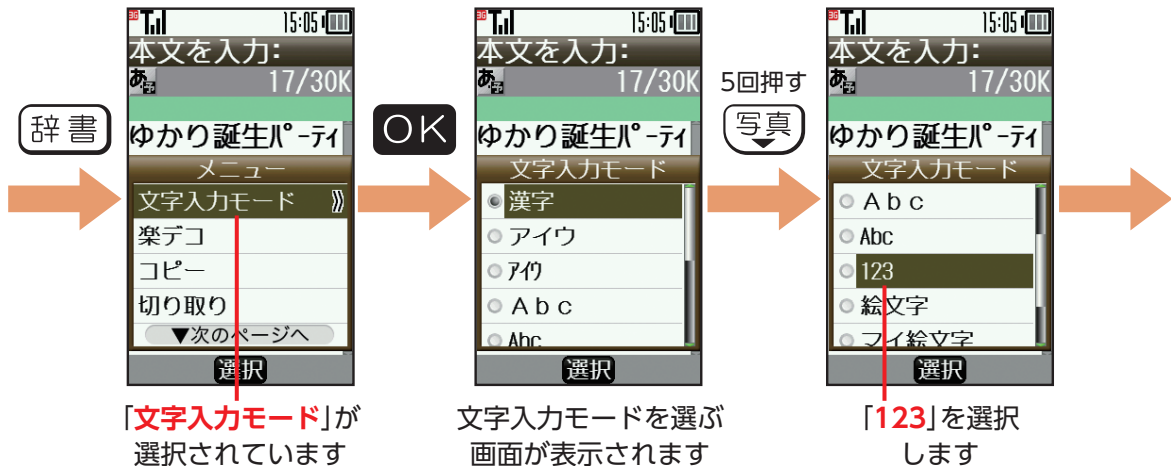 辞書
3G 15:05
本文を入力:
あ予 17/30K
ゆかり誕生ﾊﾟｰﾃｨ
メニュー
文字入力モード
楽デコ
コピー
切り取り
▼次のページへ
選択
「文字入力モード」が
選択されています
OK
3G 15:05
本文を入力:
あ予 17/30K
ゆかり誕生ﾊﾟｰﾃｨ
文字入力モード
漢字
アイウ
ｱｲｳ
Ａｂｃ
Abc
選択
文字入力モードを選ぶ
画面が表示されます
5回押す
写真
3G 15:05
本文を入力:
あ予 17/30K
ゆかり誕生ﾊﾟｰﾃｨ
文字入力モード
Ａｂｃ
Abc
123
絵文字
マイ絵文字
選択
「123」を選択
します